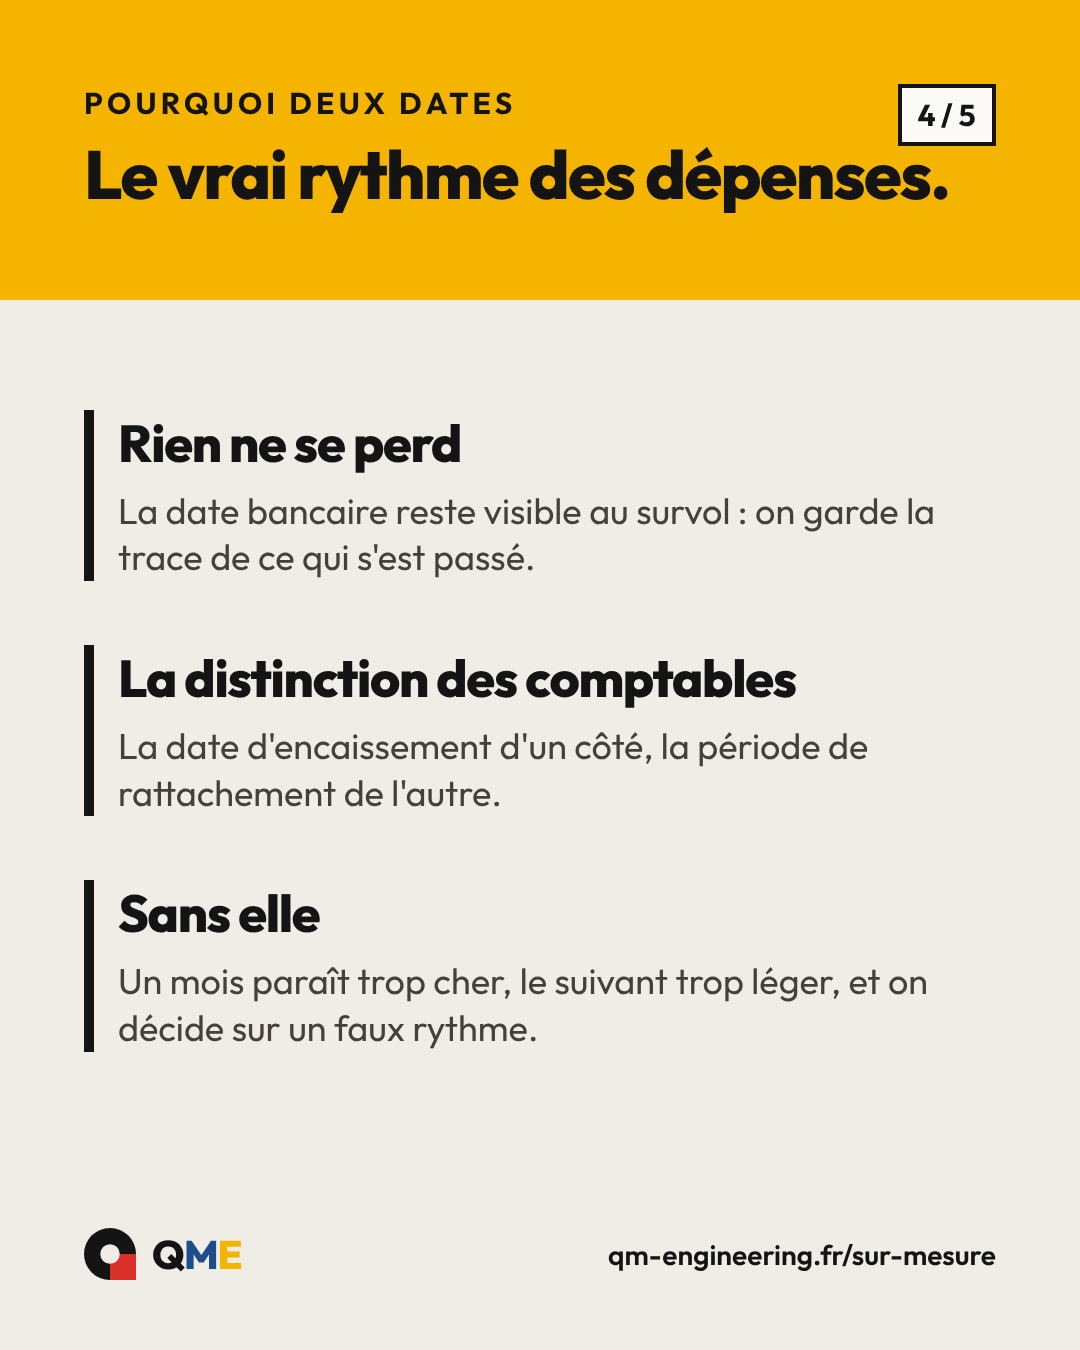 POURQUOI DEUX DATES
4 / 5
Le vrai rythme des dépenses.
Rien ne se perd
La date bancaire reste visible au survol : on garde la
trace de ce qui s'est passé.
La distinction des comptables
La date d'encaissement d'un côté, la période de
rattachement de l'autre.
Sans elle
Un mois paraît trop cher, le suivant trop léger, et on
décide sur un faux rythme.
QME
qm-engineering.fr/sur-mesure